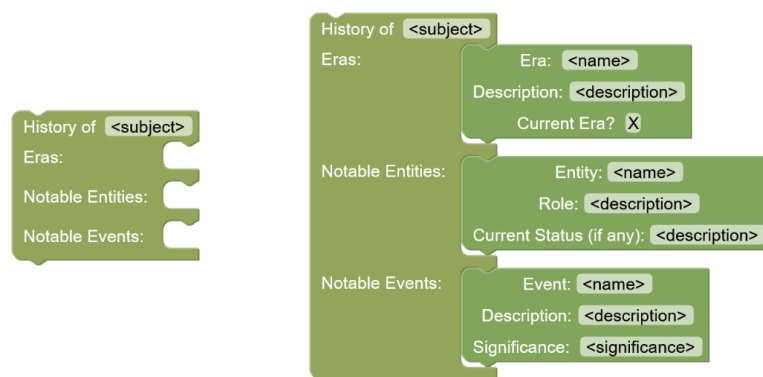 History of <subject>
Eras:
Notable Entities:
Notable Events:
History of <subject>
Eras:
Era: <name>
Description: <description>
Current Era? X
Notable Entities:
Entity: <name>
Role: <description>
Current Status (if any): <description>
Notable Events:
Event: <name>
Description: <description>
Significance: <significance>